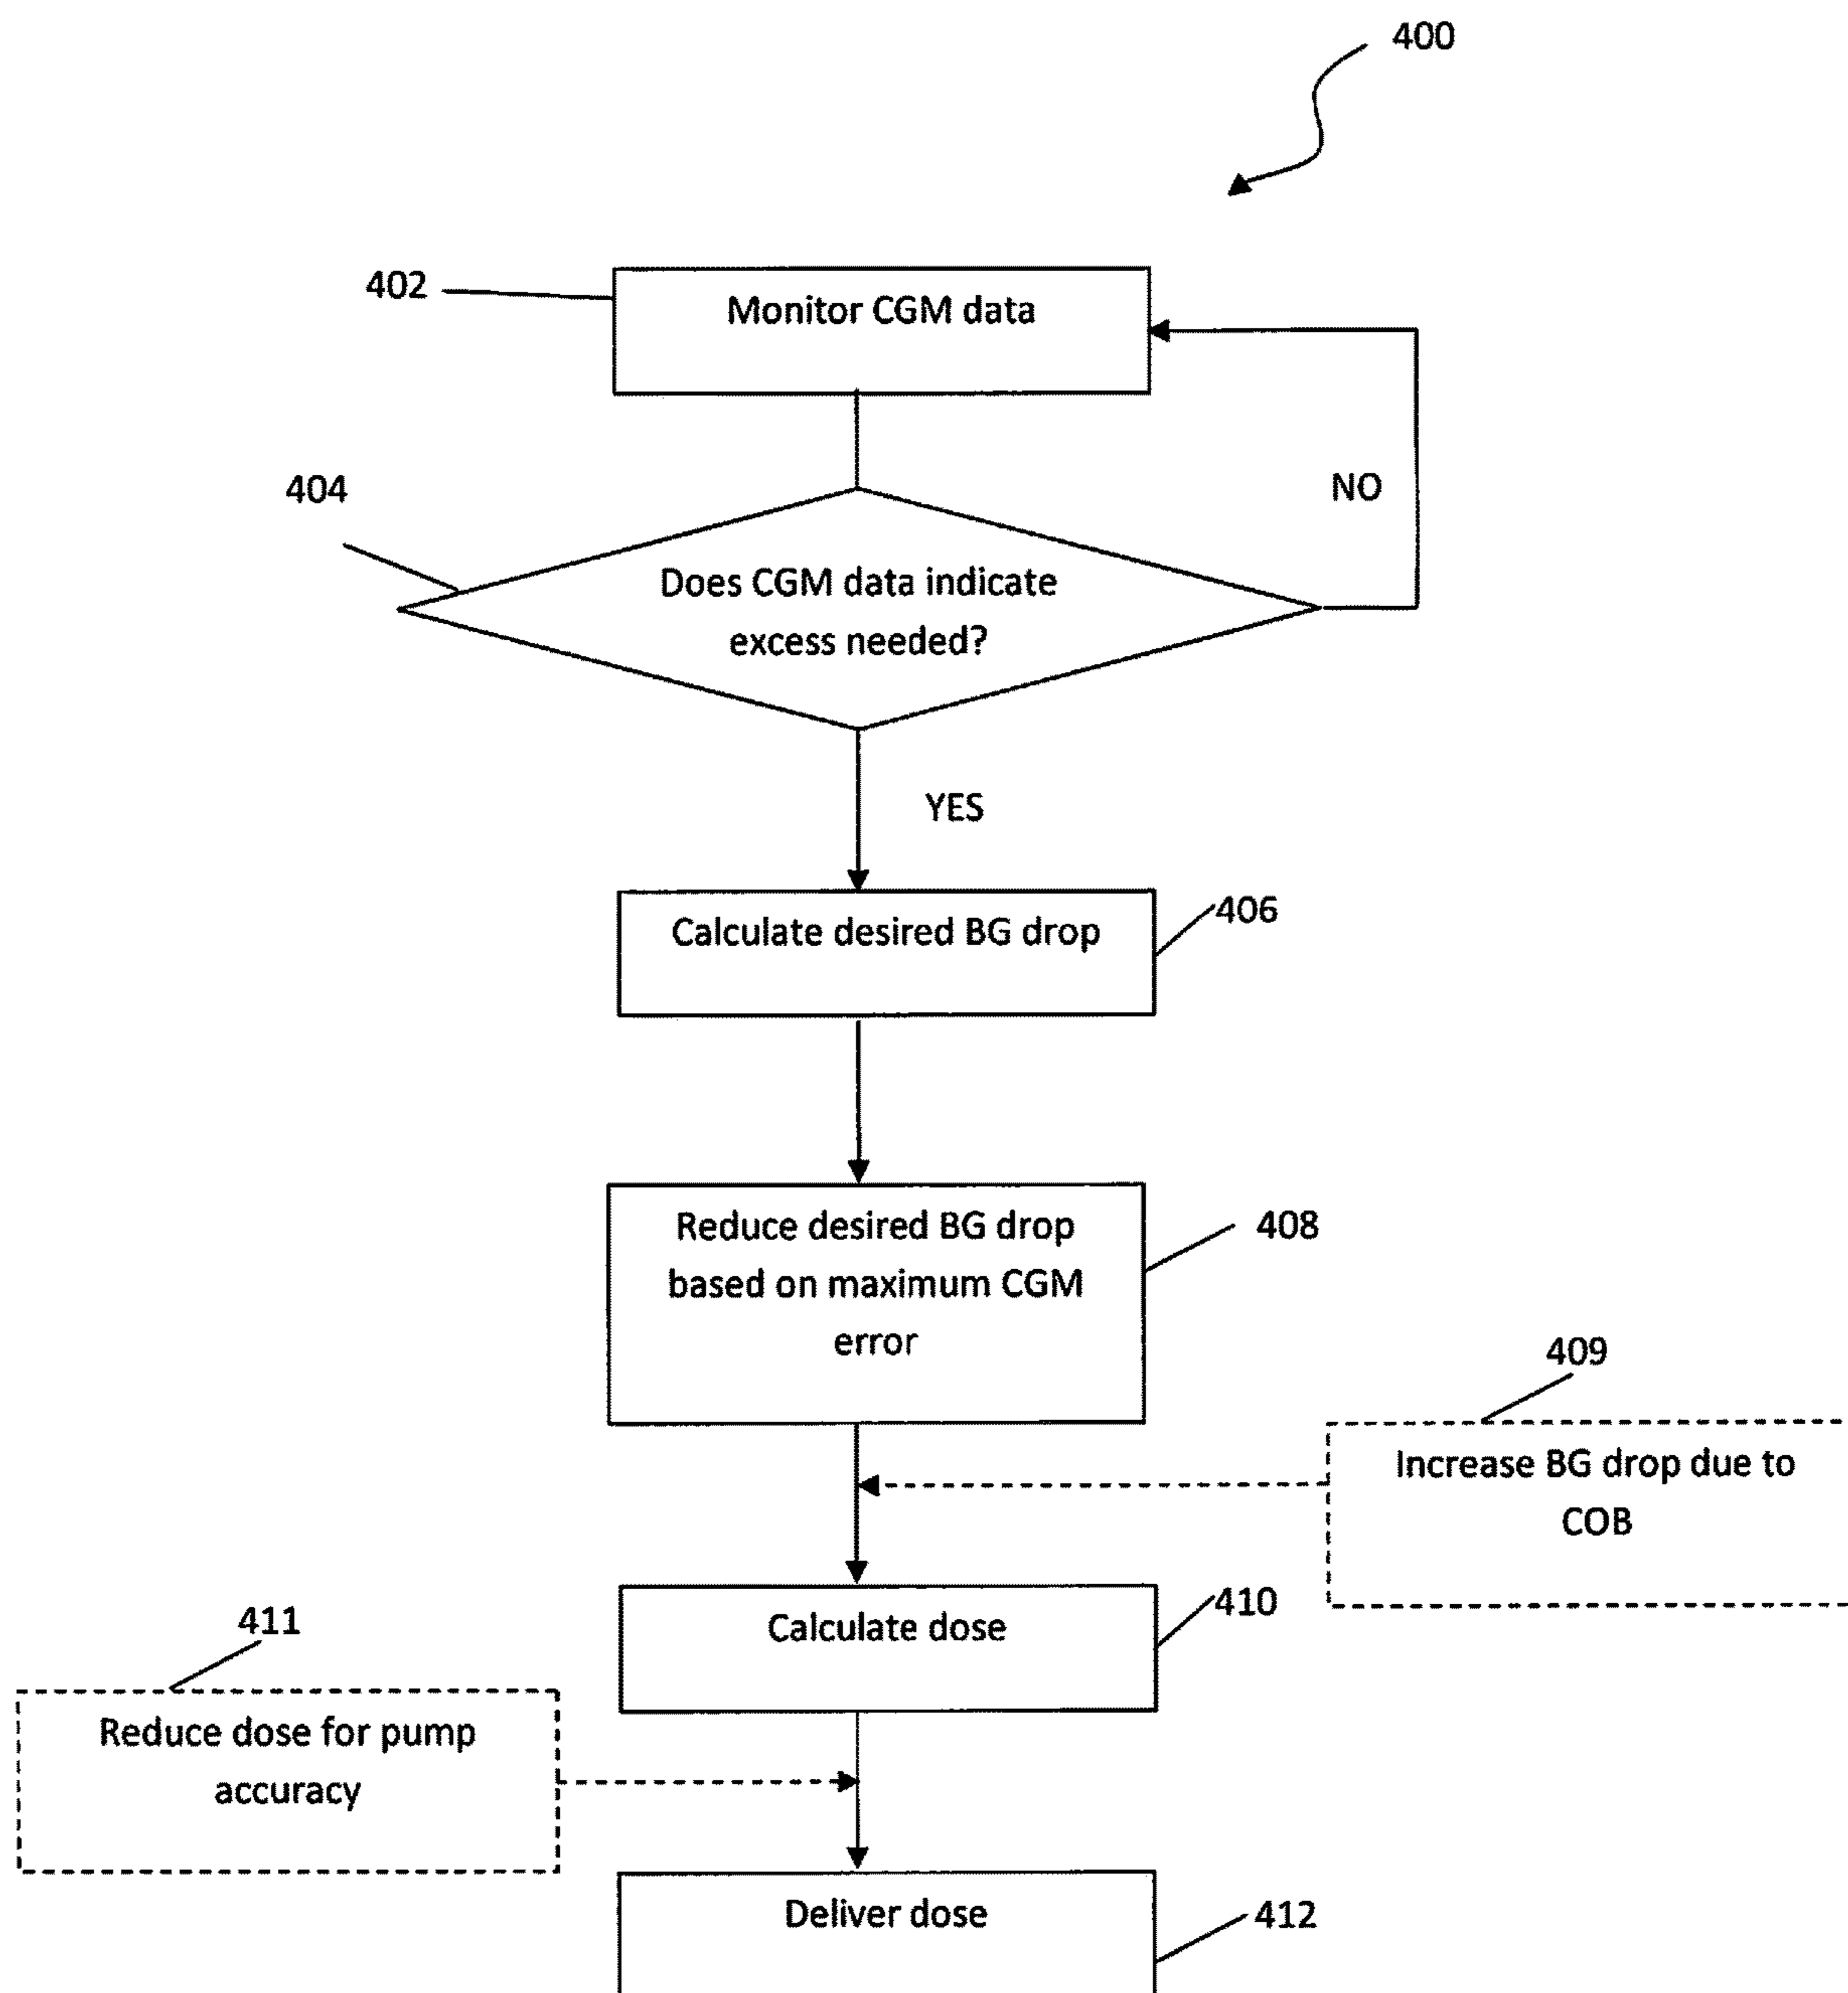 400
402
Monitor CGM data
404
NO
Does CGM data indicate
excess needed?
YES
Calculate desired BG drop
406
Reduce desired BG drop
based on maximum CGM
error
408
409
Increase BG drop due to
COB
Calculate dose
410
411
Reduce dose for pump
accuracy
Deliver dose
412